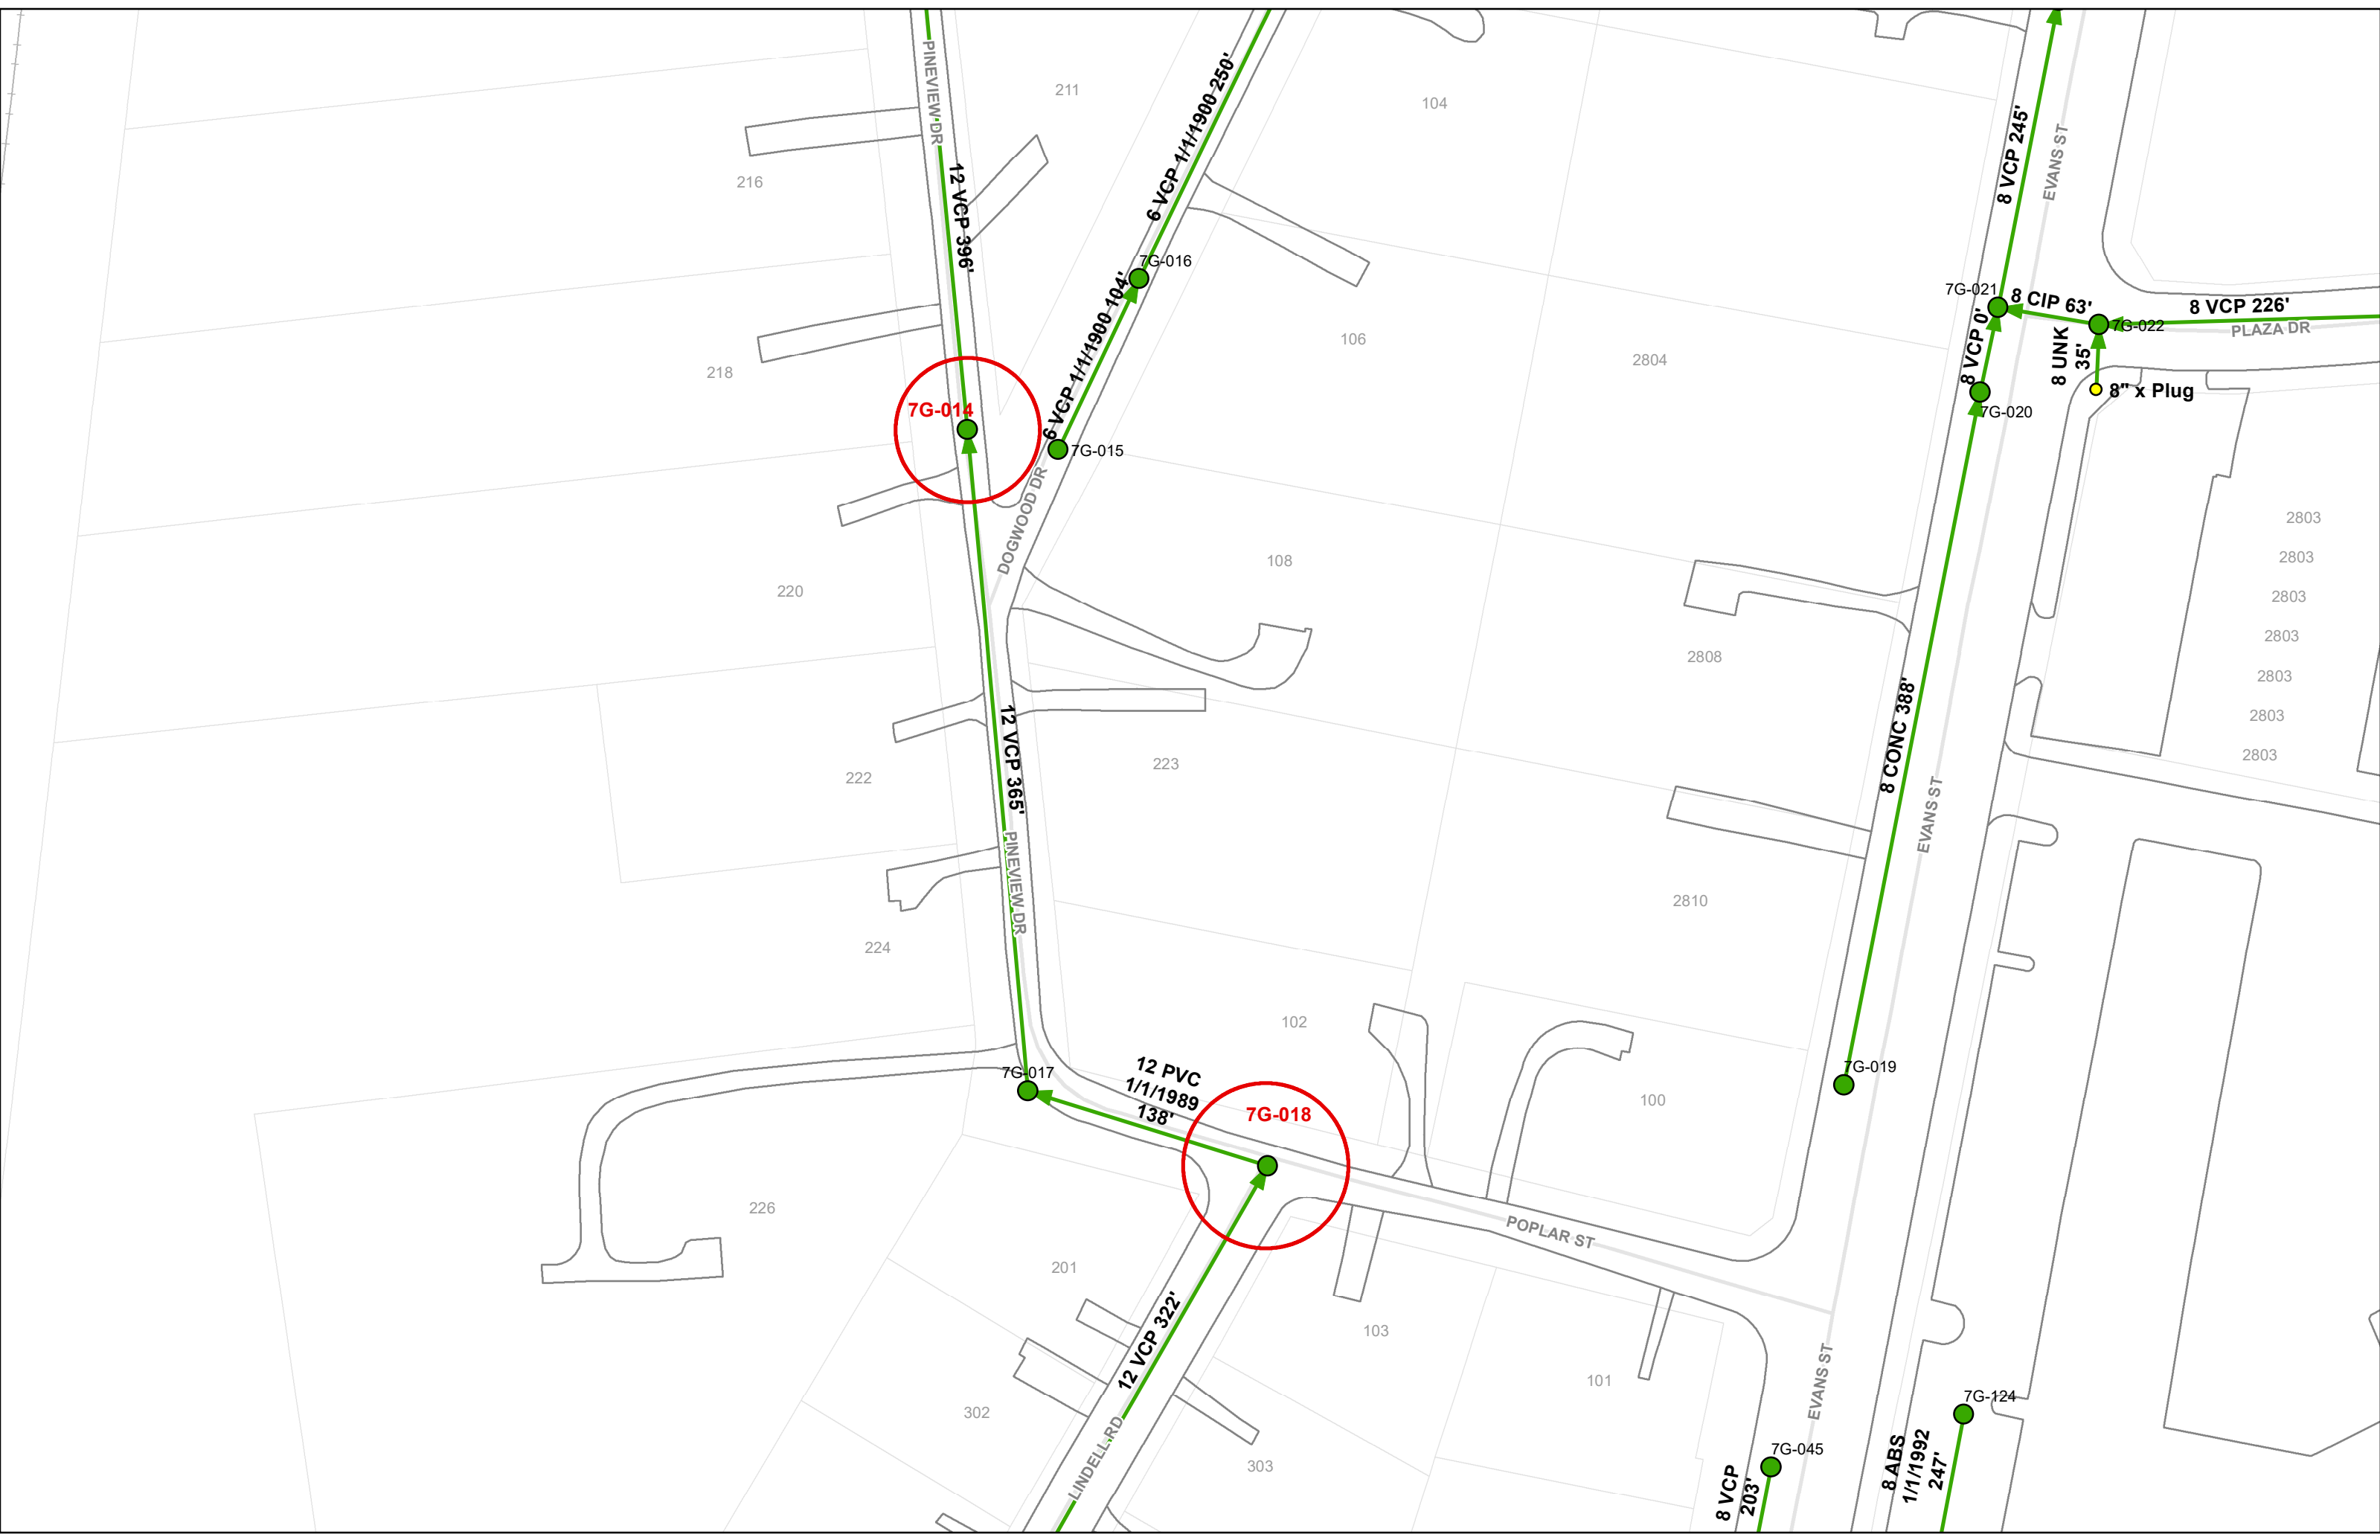 PINEVIEW DR
211
6 VCP 1/1/1900 250'
104
8 VCP 245'
EVANS ST
216
12 VCP 396'
7G-016
6 VCP 1/1/1900 104'
7G-021
8 CIP 63'
8 VCP 226'
7G-022
PLAZA DR
106
2804
218
8 VCP 0'
8 UNK
35'
8" x Plug
7G-014
7G-020
7G-015
DOGWOOD DR
2803
2803
2803
2803
2803
2803
2803
108
220
2808
12 VCP 365'
223
222
8 CONC 388'
EVANS ST
PINEVIEW DR
2810
224
102
7G-017
12 PVC
1/1/1989
138'
7G-018
7G-019
100
226
POPLAR ST
201
12 VCP 322'
103
101
EVANS ST
302
7G-124
303
LINDELL RD
7G-045
8 VCP
203'
8 ABS
1/1/1992
247'